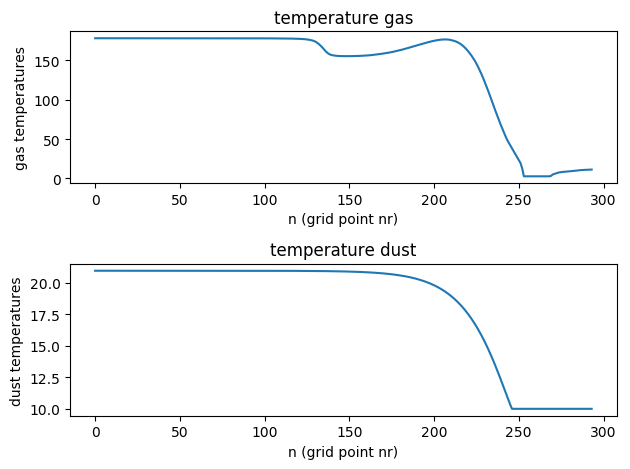 temperature gas
gas temperatures
150
100
50
0
0 50 100 150 200 250 300
n (grid point nr)
temperature dust
dust temperatures
20.0
17.5
15.0
12.5
10.0
0 50 100 150 200 250 300
n (grid point nr)